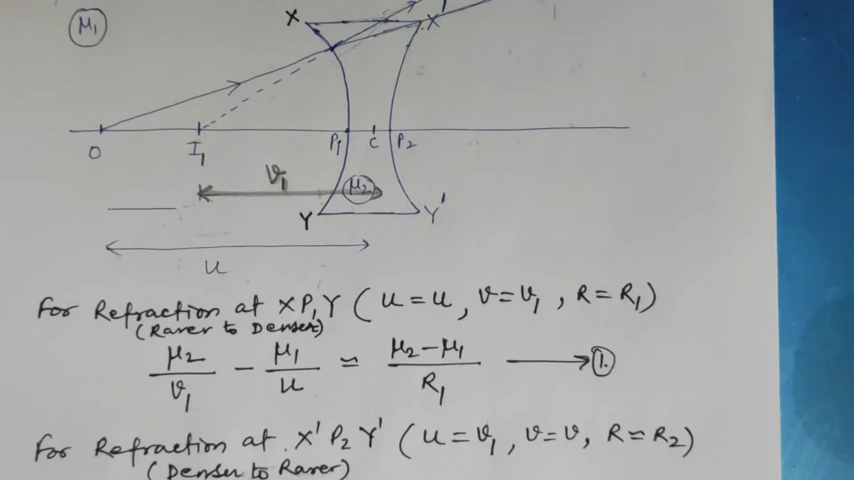 μ1
X X'
O I1 P1 C P2
v1 μ2
Y Y'
u
For Refraction at XP1Y (u=u, v=v1, R=R1)
(Rarer to Denser)
μ2/v1 − μ1/u = μ2−μ1/R1 → 1.
For Refraction at X'P2Y' (u=v1, v=v, R=R2)
(Denser to Rarer)